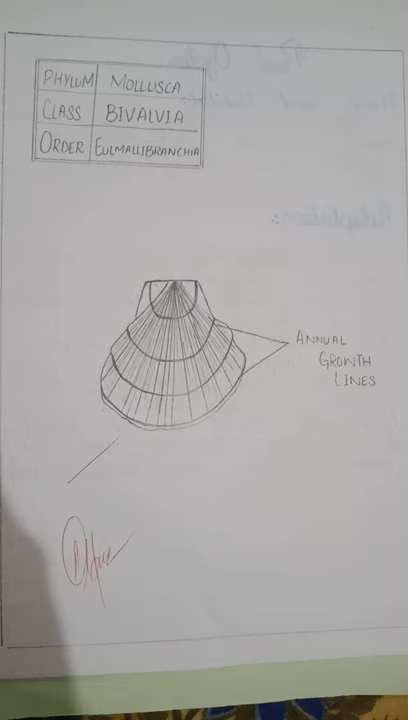 PHYLUM MOLLUSCA
CLASS BIVALVIA
ORDER EULMALLIBRANCHIA
ANNUAL
GROWTH
LINES